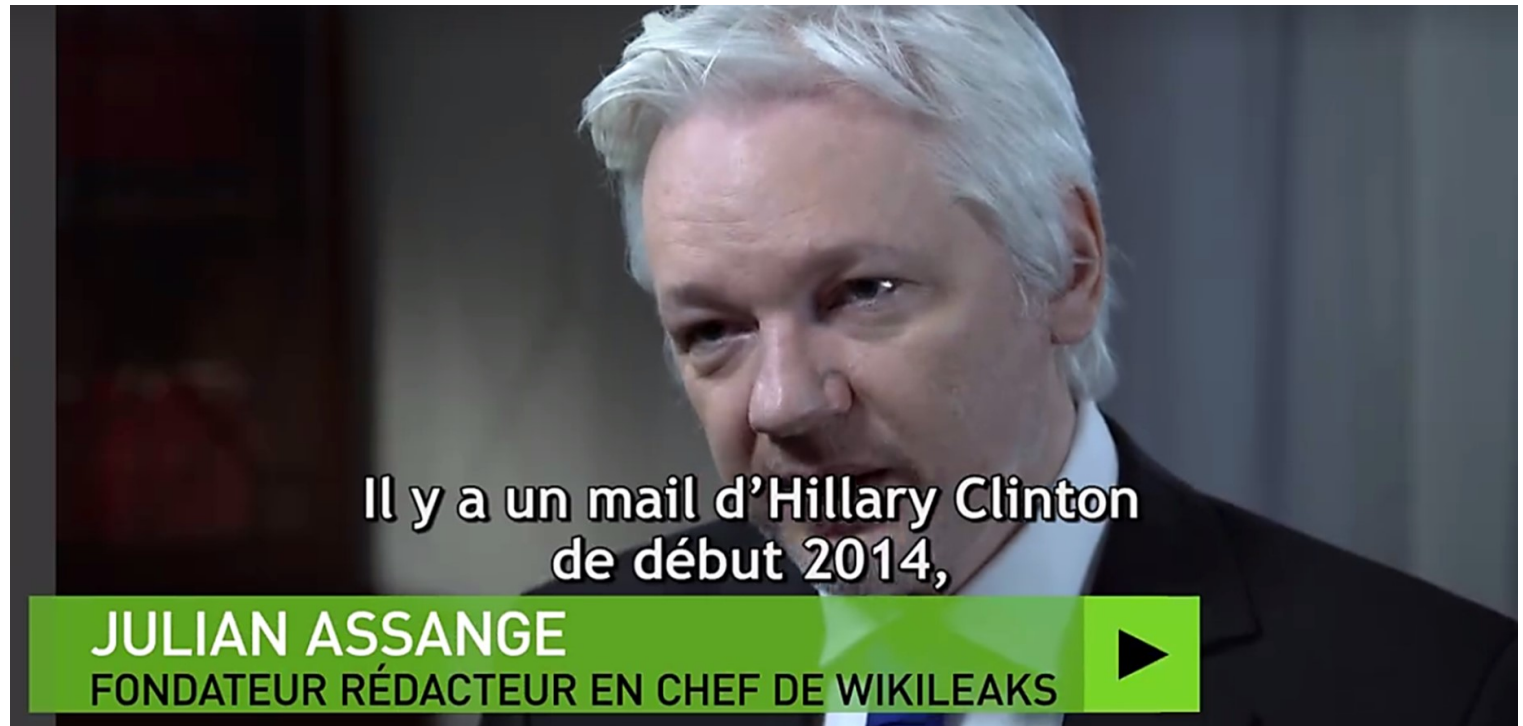 Il y a un mail d'Hillary Clinton
de début 2014,
JULIAN ASSANGE
FONDATEUR RÉDACTEUR EN CHEF DE WIKILEAKS